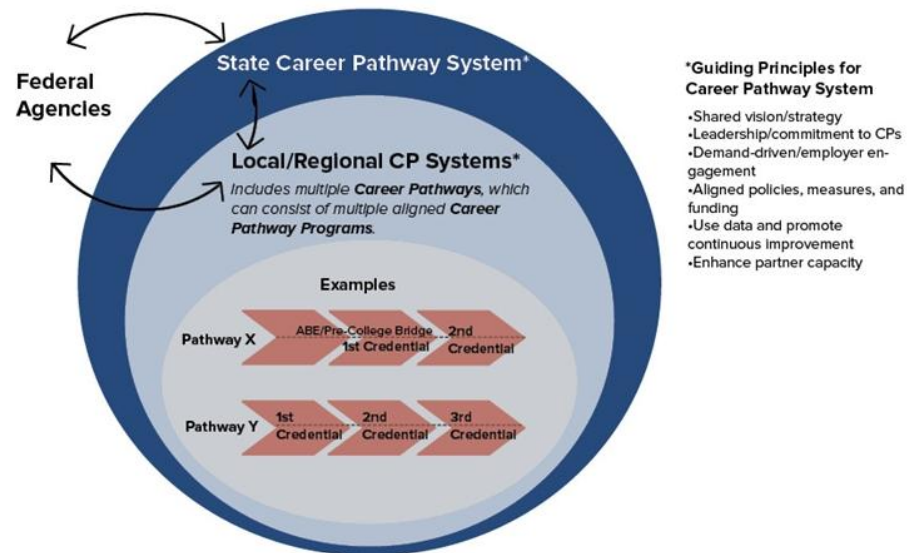 State Career Pathway System*
Federal
Agencies
Local/Regional CP Systems*
Includes multiple Career Pathways, which
can consist of multiple aligned Career
Pathway Programs.
Examples
Pathway X
ABE/Pre-College Bridge
1st Credential
2nd
Credential
Pathway Y
1st
Credential
2nd
Credential
3rd
Credential
*Guiding Principles for
Career Pathway System
•Shared vision/strategy
•Leadership/commitment to CPs
•Demand-driven/employer en-
gagement
•Aligned policies, measures, and
funding
•Use data and promote
continuous improvement
•Enhance partner capacity